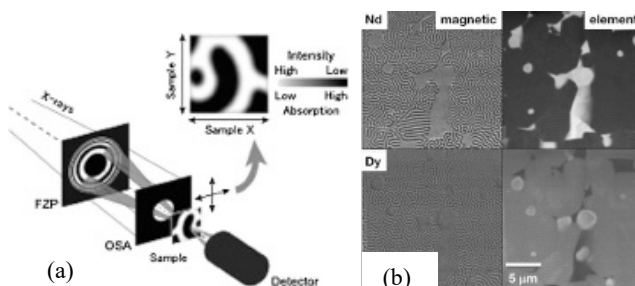 Sample Y
Intensity
High Low
Low High
Absorption
Sample X
X-rays
FZP
OSA
Sample
Detector
(a)
Nd
magnetic
element
Dy
5 μm
(b)